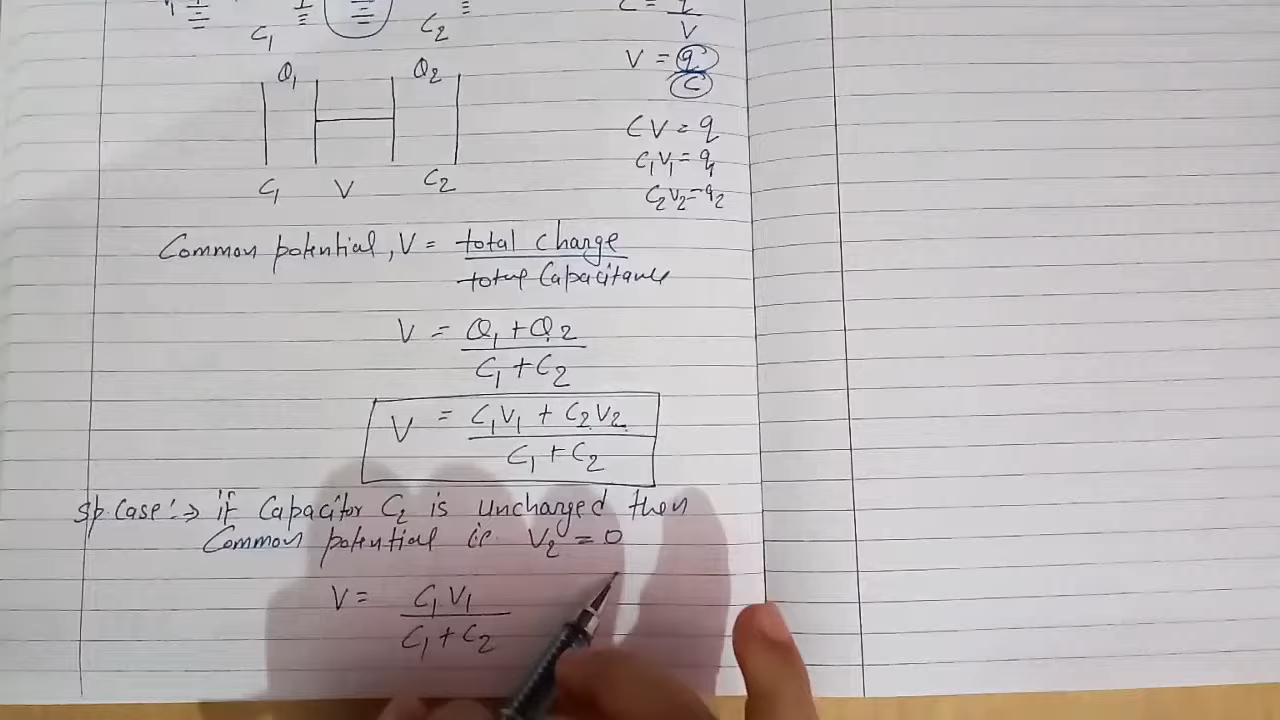 C₁ C₂
V
V = q/C
Q₁ Q₂
CV = q
C₁V₁ = q₁
C₂V₂ = q₂
C₁ V C₂
Common potential, V = total charge
total Capacitance
V = Q₁ + Q₂
C₁ + C₂
V = C₁V₁ + C₂V₂
C₁ + C₂
Sp. Case :→ if Capacitor C₂ is uncharged then
Common potential is V₂ = 0
V = C₁V₁
C₁ + C₂